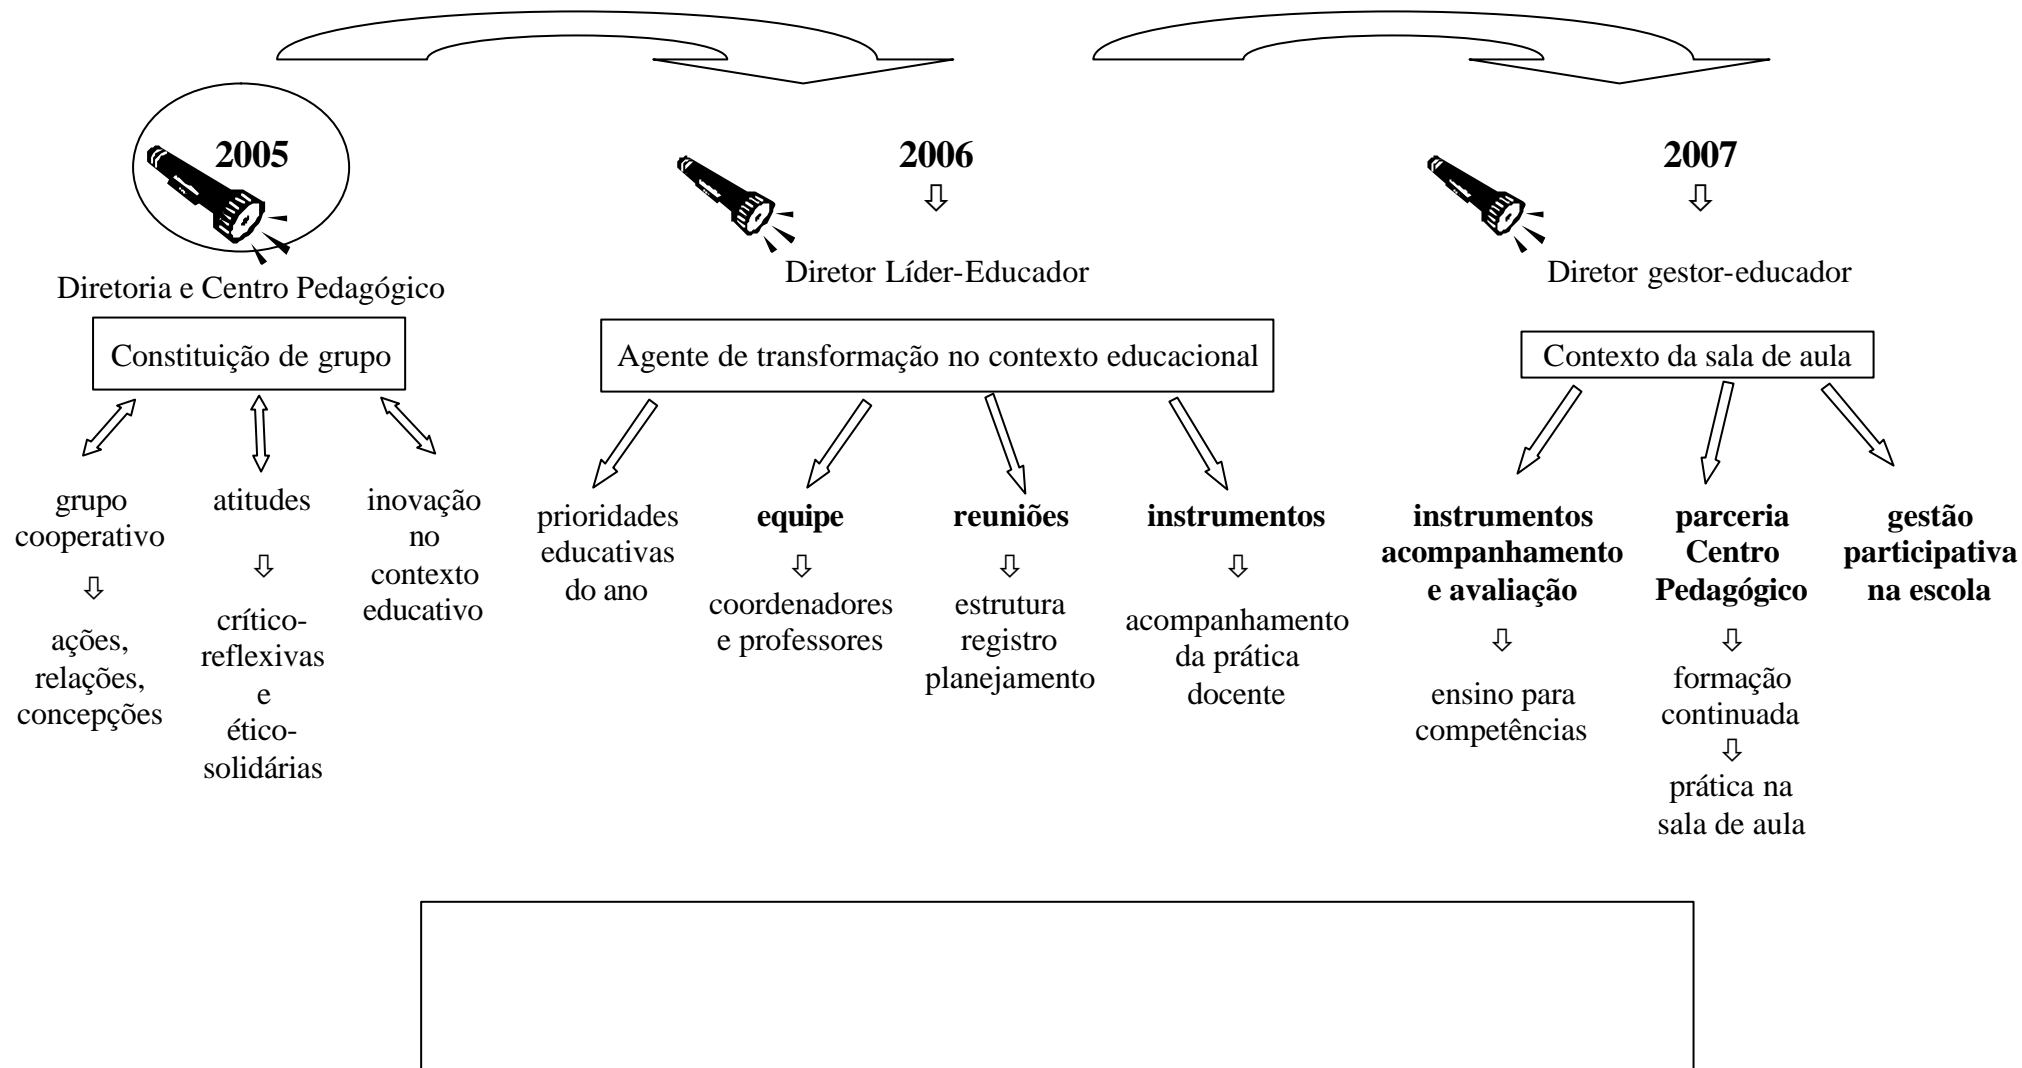 2005
Diretoria e Centro Pedagógico
Constituição de grupo
grupo
cooperativo
ações,
relações,
concepções
atitudes
crítico-
reflexivas
e
ético-
solidárias
inovação
no
contexto
educativo
2006
Diretor Líder-Educador
Agente de transformação no contexto educacional
prioridades
educativas
do ano
equipe
coordenadores
e professores
reuniões
estrutura
registro
planejamento
instrumentos
acompanhamento
da prática
docente
2007
Diretor gestor-educador
Contexto da sala de aula
instrumentos
acompanhamento
e avaliação
ensino para
competências
parceria
Centro
Pedagógico
formação
continuada
prática na
sala de aula
gestão
participativa
na escola